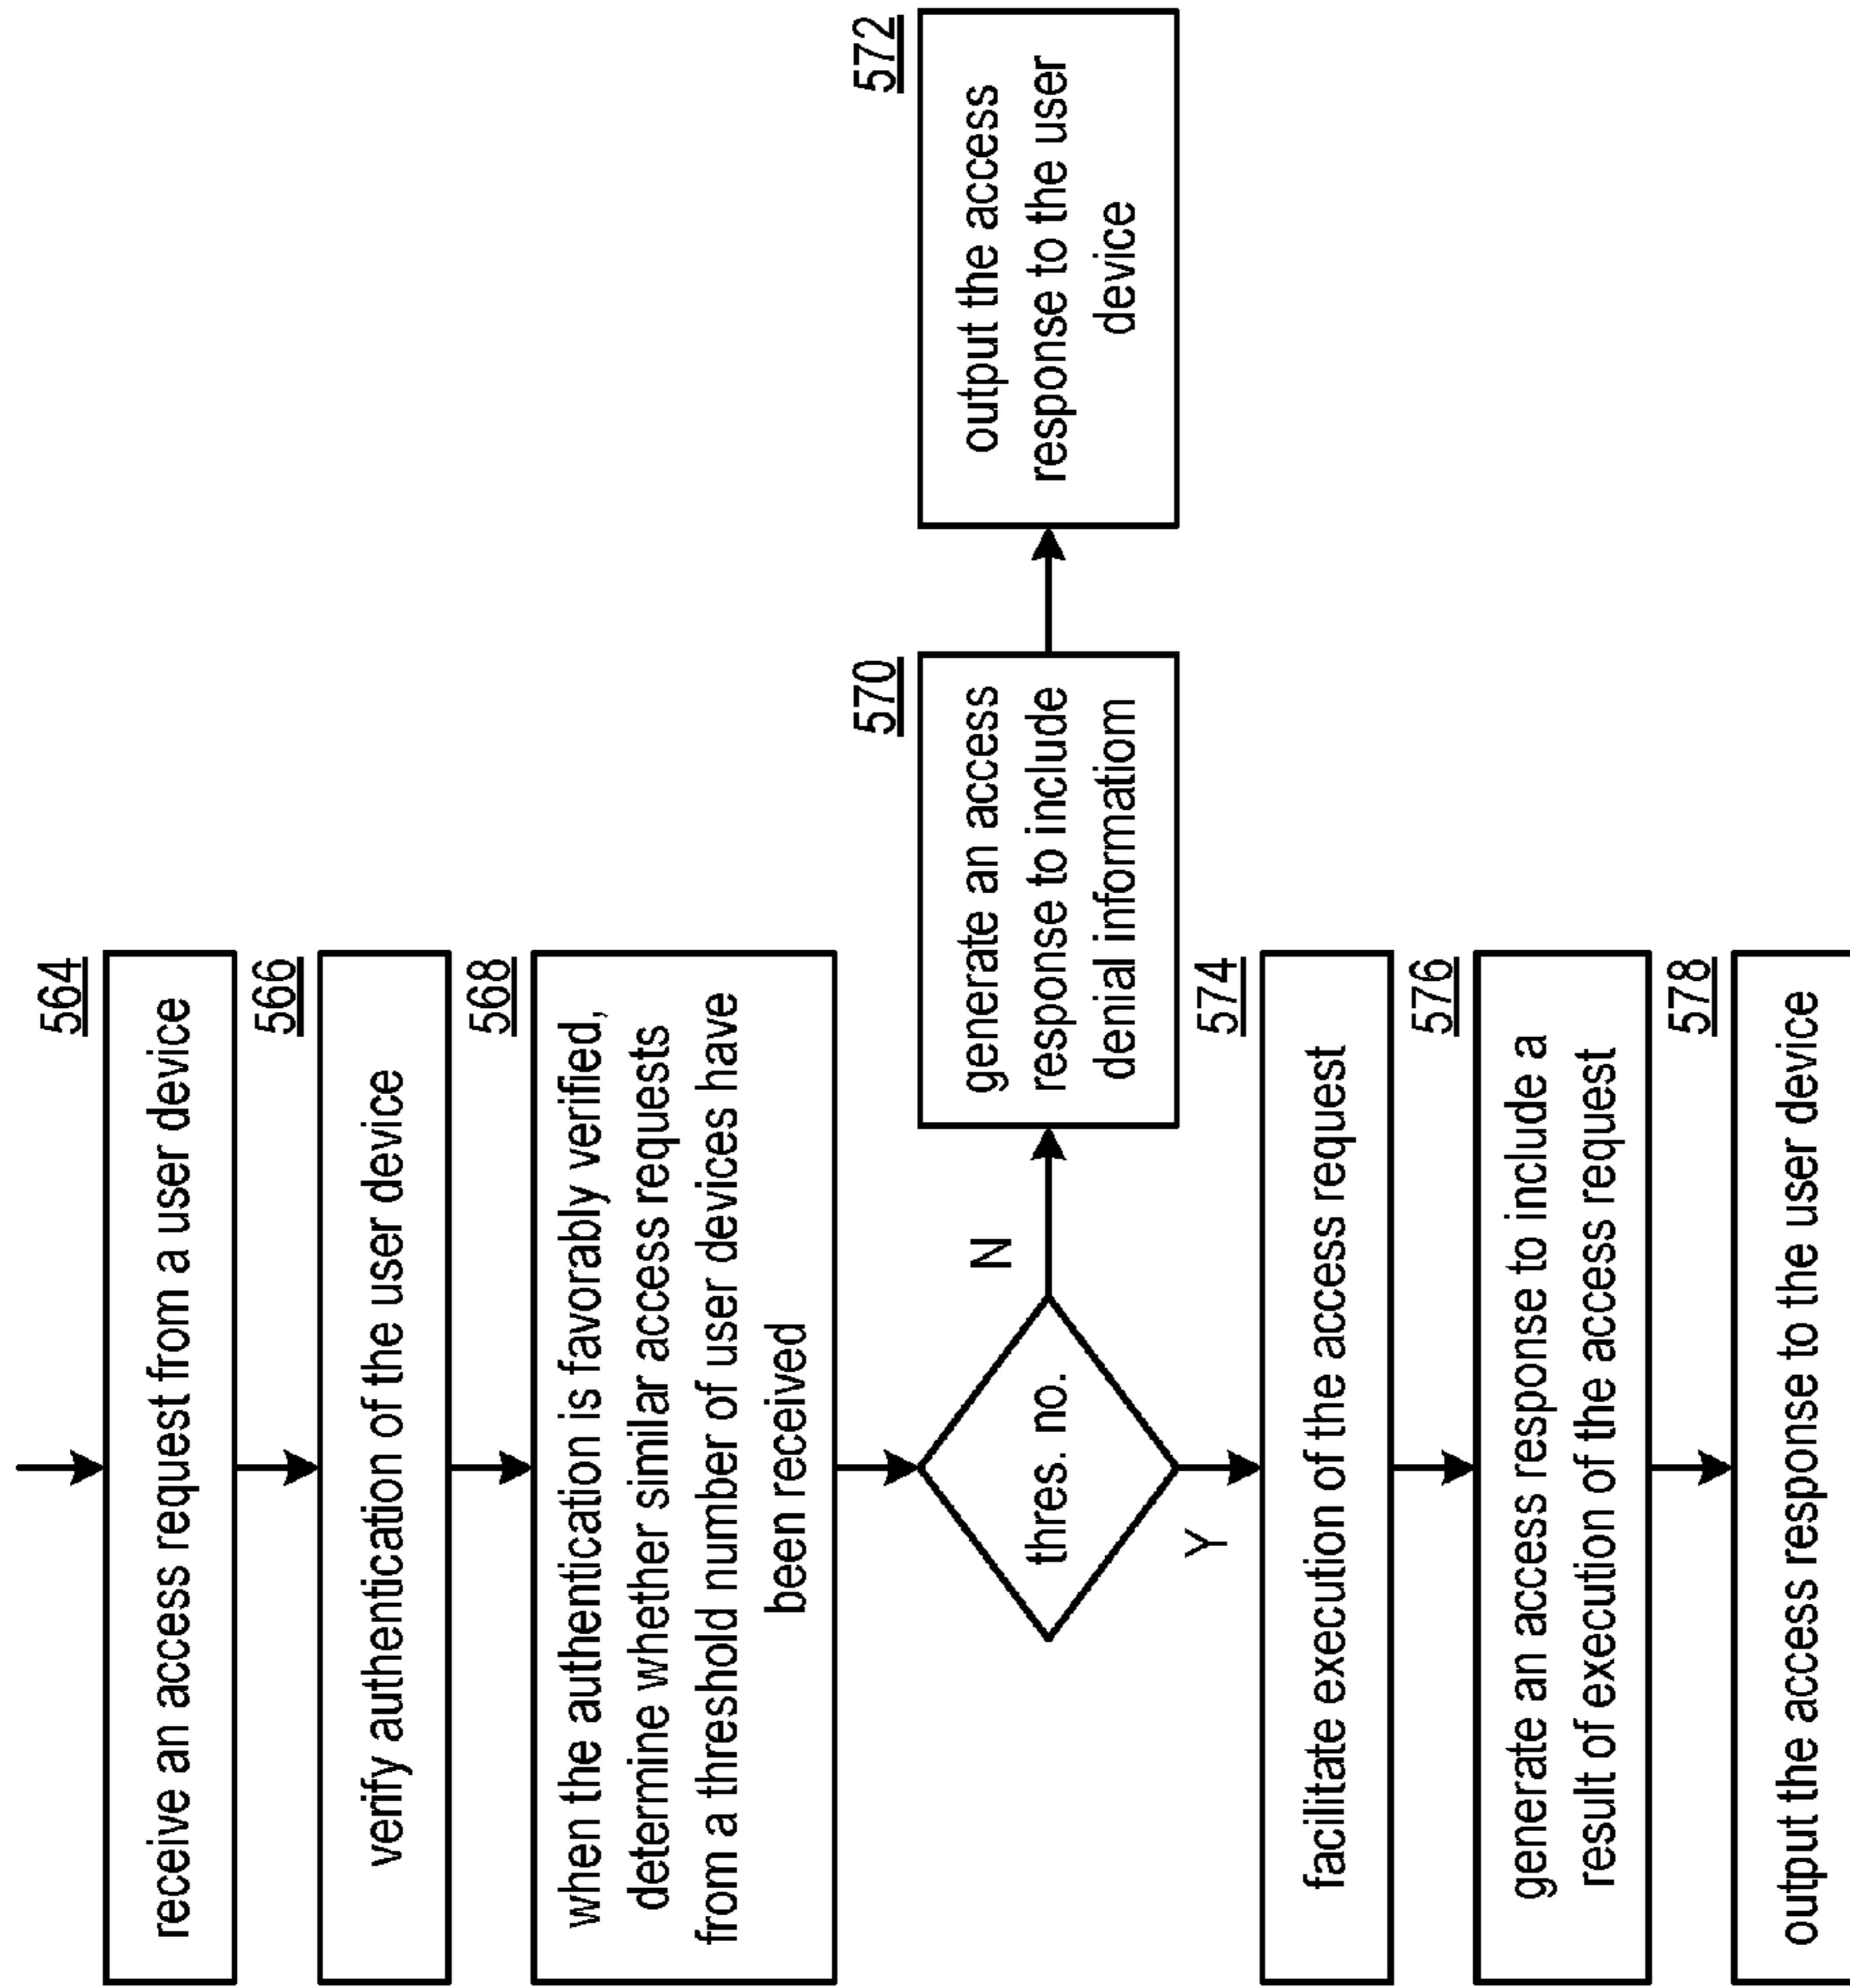 564
receive an access request from a user device
566
verify authentication of the user device
568
when the authentication is favorably verified,
determine whether similar access requests
from a threshold number of user devices have
been received
thres. no.
N
Y
570
generate an access
response to include
denial informatiom
572
output the access
response to the user
device
574
facilitate execution of the access request
576
generate an access response to include a
result of execution of the access request
578
output the access response to the user device